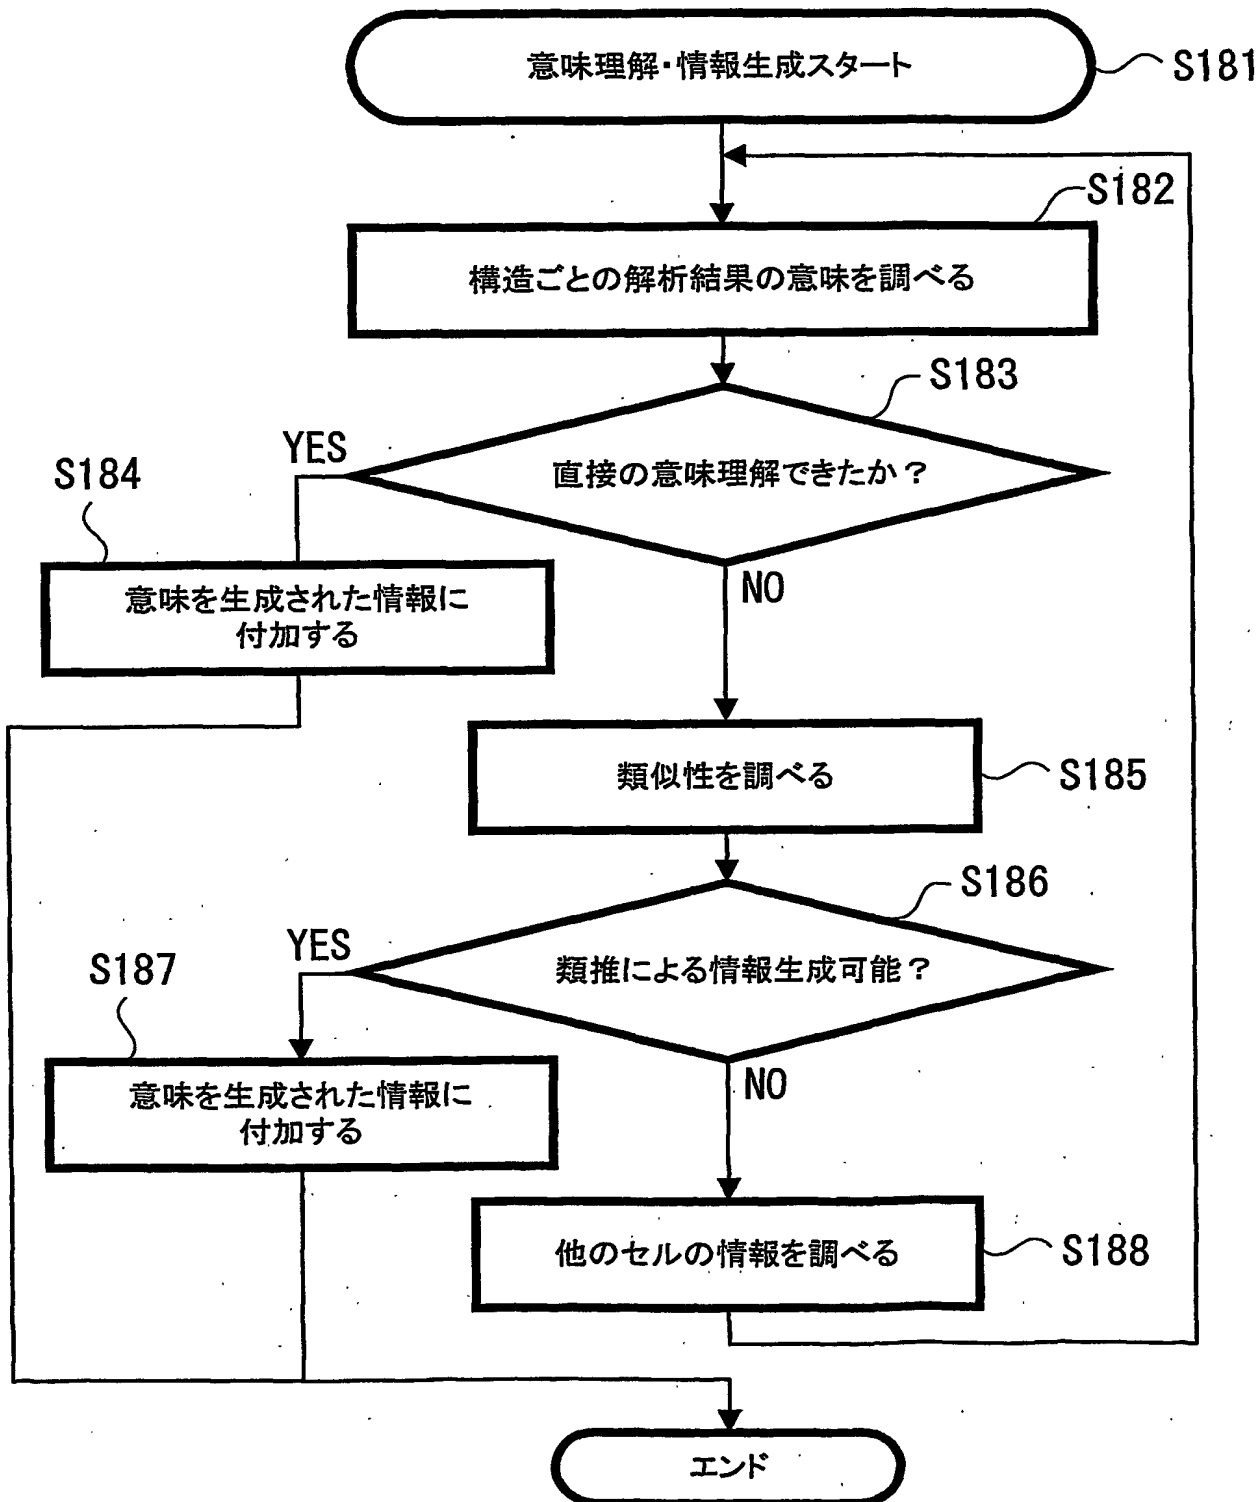 意味理解・情報生成スタート
S181
S182
構造ごとの解析結果の意味を調べる
S183
直接の意味理解できたか？
YES
S184
意味を生成された情報に
付加する
NO
類似性を調べる
S185
S186
類推による情報生成可能？
YES
S187
意味を生成された情報に
付加する
NO
他のセルの情報を調べる
S188
エンド